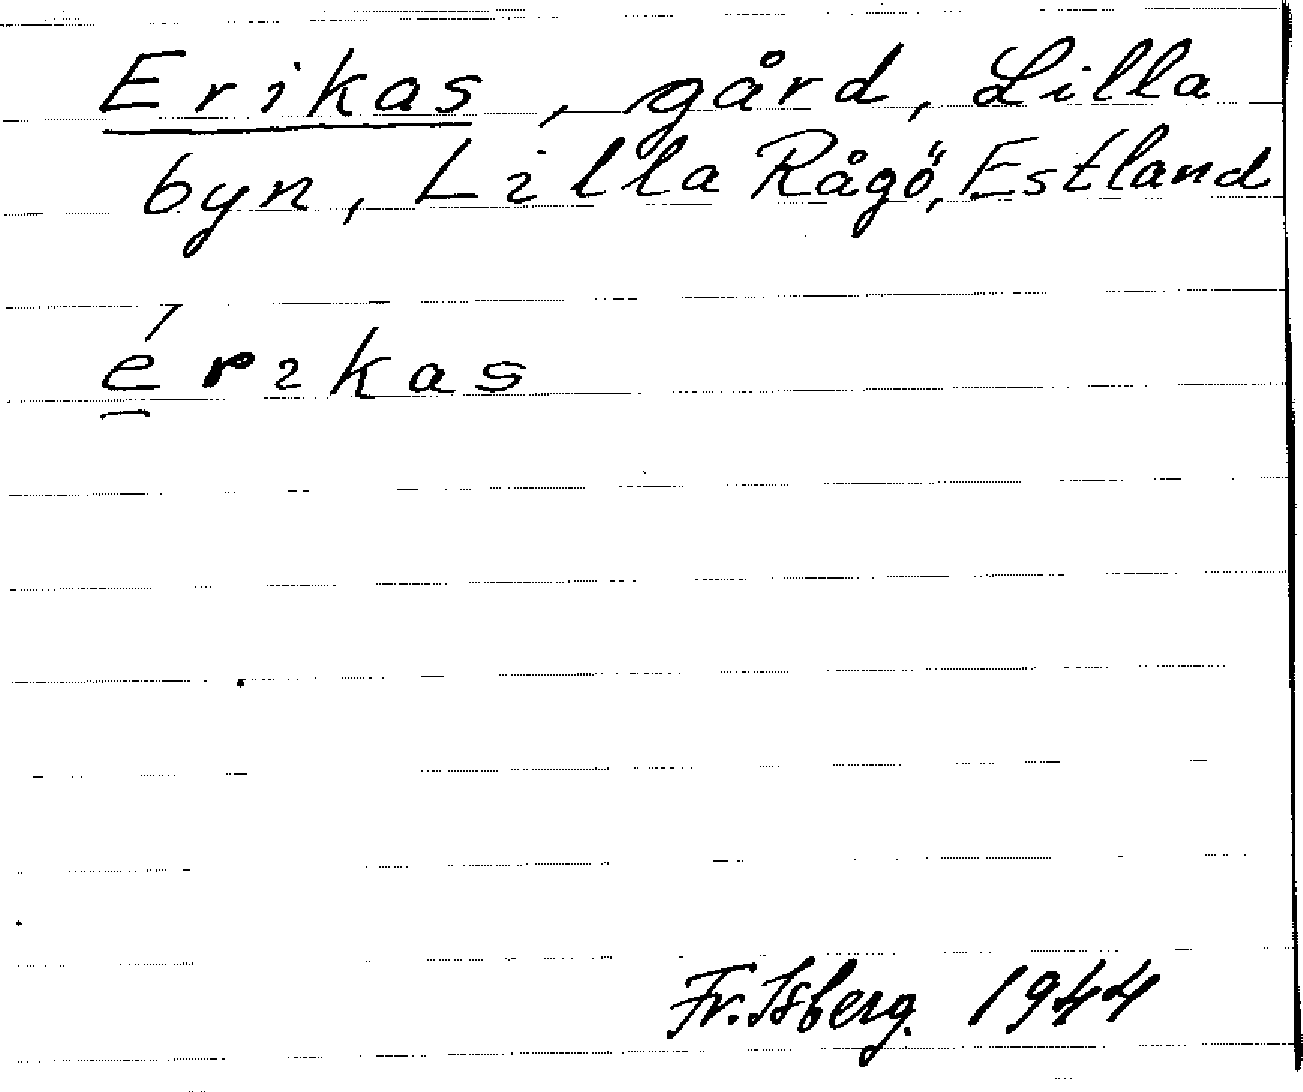 Erikas, gård, Lilla
byn, Lilla Rågö, Estland
érikas
Fr. Isberg. 1944